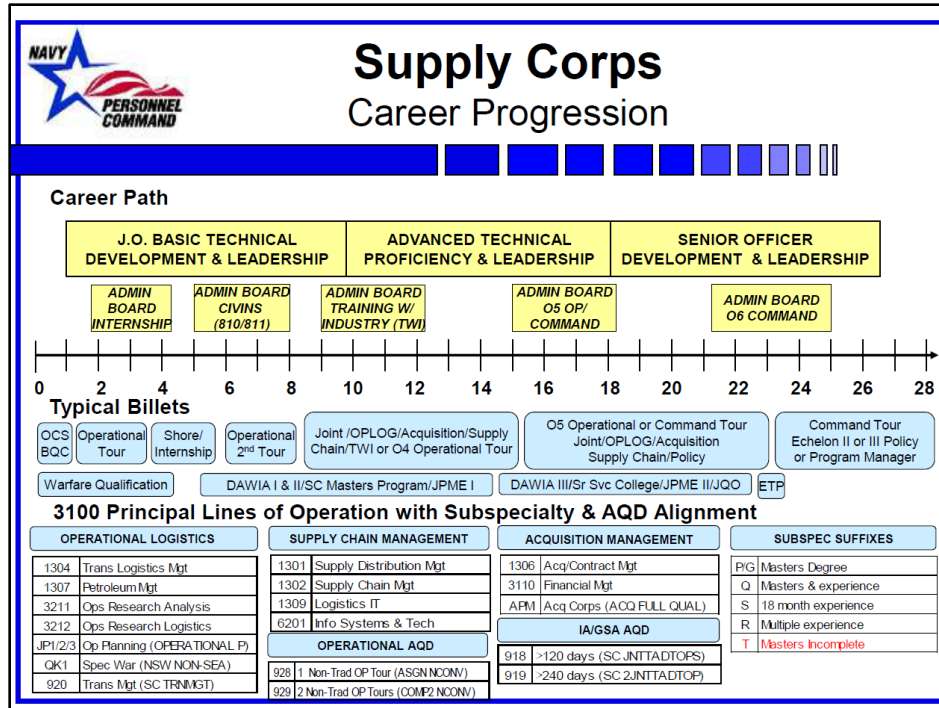 NAVY
PERSONNEL
COMMAND
Supply Corps
Career Progression
Career Path
J.O. BASIC TECHNICAL
DEVELOPMENT & LEADERSHIP
ADVANCED TECHNICAL
PROFICIENCY & LEADERSHIP
SENIOR OFFICER
DEVELOPMENT & LEADERSHIP
ADMIN
BOARD
INTERNSHIP
ADMIN BOARD
CIVINS
(810/811)
ADMIN BOARD
TRAINING W/
INDUSTRY (TWI)
ADMIN BOARD
O5 OP/
COMMAND
ADMIN BOARD
O6 COMMAND
0 2 4 6 8 10 12 14 16 18 20 22 24 26 28
Typical Billets
OCS
BQC
Operational
Tour
Shore/
Internship
Operational
2nd Tour
Joint /OPLOG/Acquisition/Supply
Chain/TWI or O4 Operational Tour
O5 Operational or Command Tour
Joint/OPLOG/Acquisition
Supply Chain/Policy
Command Tour
Echelon II or III Policy
or Program Manager
Warfare Qualification
DAWIA I & II/SC Masters Program/JPME I
DAWIA III/Sr Svc College/JPME II/JQO
ETP
3100 Principal Lines of Operation with Subspecialty & AQD Alignment
OPERATIONAL LOGISTICS
1304 Trans Logistics Mgt
1307 Petroleum Mgt
3211 Ops Research Analysis
3212 Ops Research Logistics
JP1/2/3 Op Planning (OPERATIONAL P)
QK1 Spec War (NSW NON-SEA)
920 Trans Mgt (SC TRNMGT)
SUPPLY CHAIN MANAGEMENT
1301 Supply Distribution Mgt
1302 Supply Chain Mgt
1309 Logistics IT
6201 Info Systems & Tech
OPERATIONAL AQD
928 1 Non-Trad OP Tour (ASGN NCONV)
929 2 Non-Trad OP Tours (COMP2 NCONV)
ACQUISITION MANAGEMENT
1306 Acq/Contract Mgt
3110 Financial Mgt
APM Acq Corps (ACQ FULL QUAL)
IA/GSA AQD
918 >120 days (SC JNTTADTOPS)
919 >240 days (SC 2JNTTADTOP)
SUBSPEC SUFFIXES
P/G Masters Degree
Q Masters & experience
S 18 month experience
R Multiple experience
T Masters Incomplete